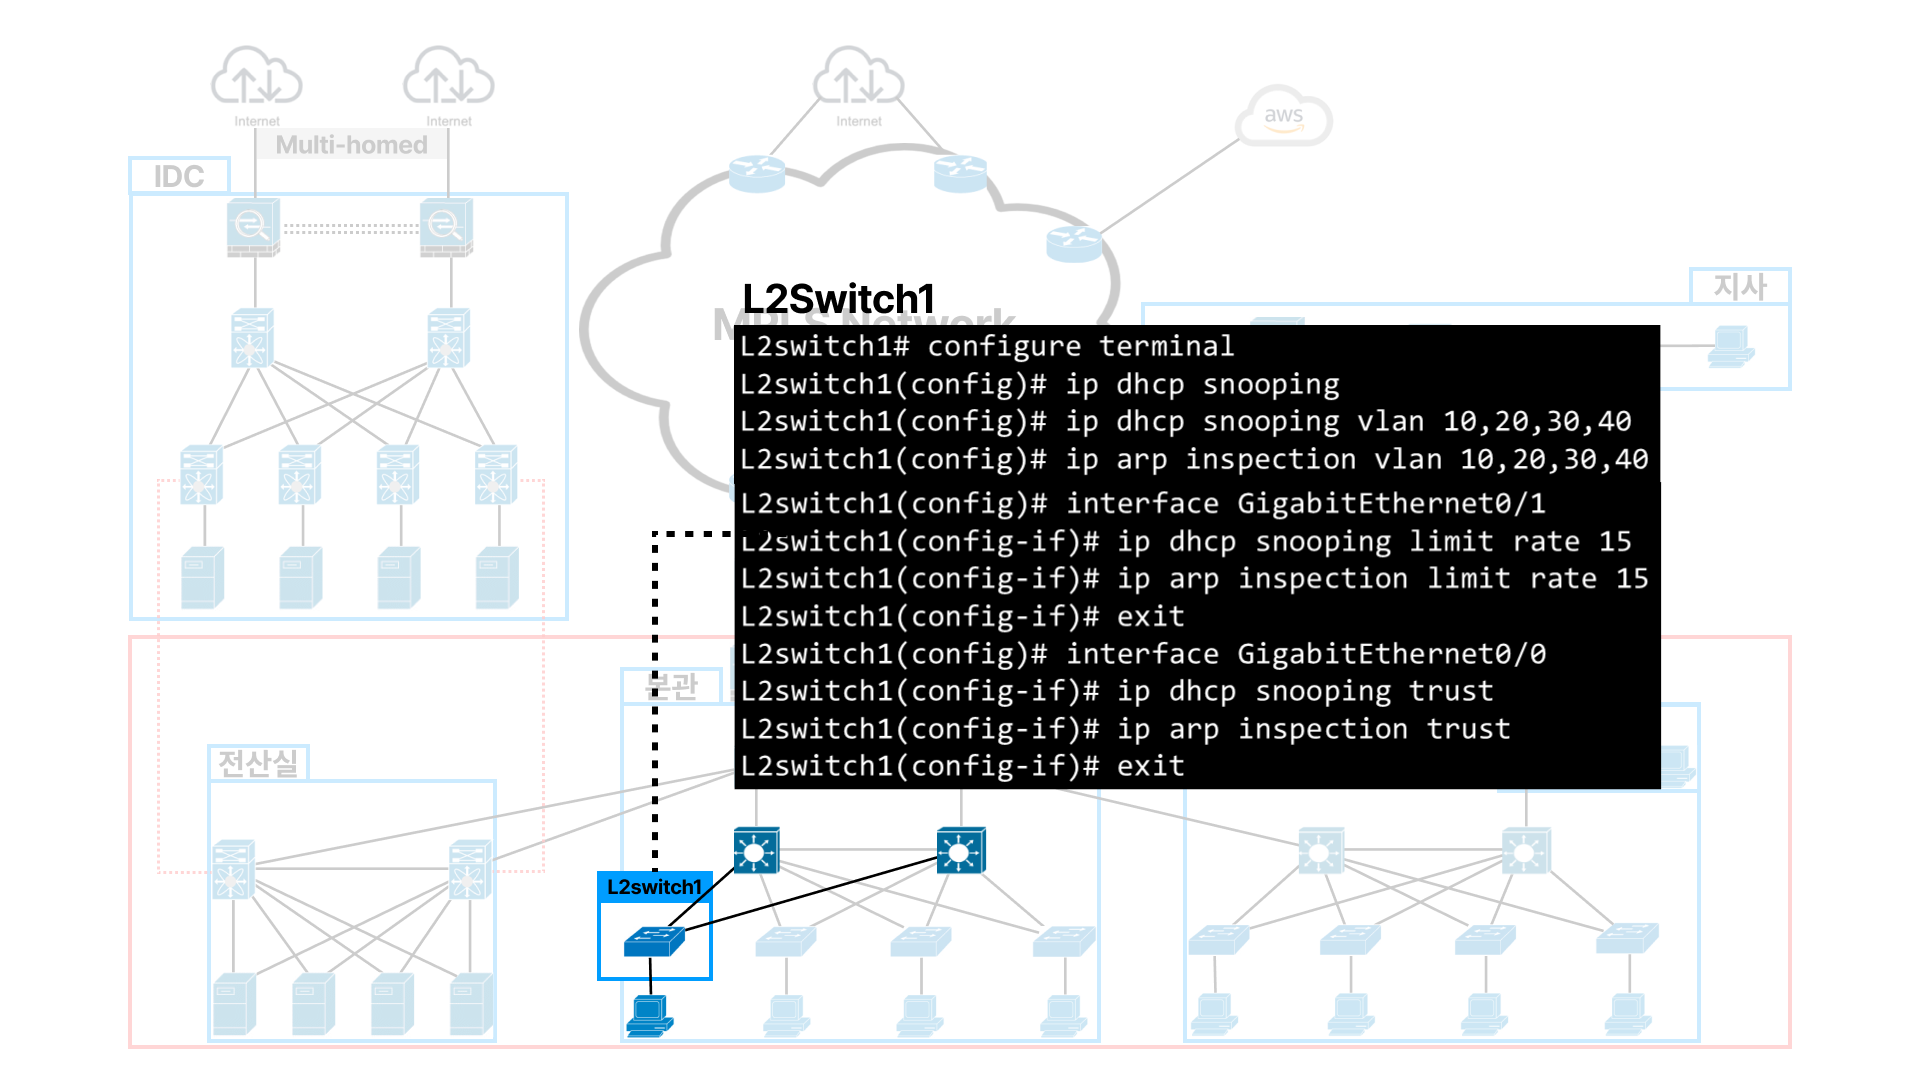 Internet
Internet
Internet
aws
Multi-homed
IDC
지사
L2Switch1
MPLS Network
L2switch1# configure terminal
L2switch1(config)# ip dhcp snooping
L2switch1(config)# ip dhcp snooping vlan 10,20,30,40
L2switch1(config)# ip arp inspection vlan 10,20,30,40
L2switch1(config)# interface GigabitEthernet0/1
L2switch1(config-if)# ip dhcp snooping limit rate 15
L2switch1(config-if)# ip arp inspection limit rate 15
L2switch1(config-if)# exit
L2switch1(config)# interface GigabitEthernet0/0
L2switch1(config-if)# ip dhcp snooping trust
L2switch1(config-if)# ip arp inspection trust
L2switch1(config-if)# exit
본관
전산실
L2switch1